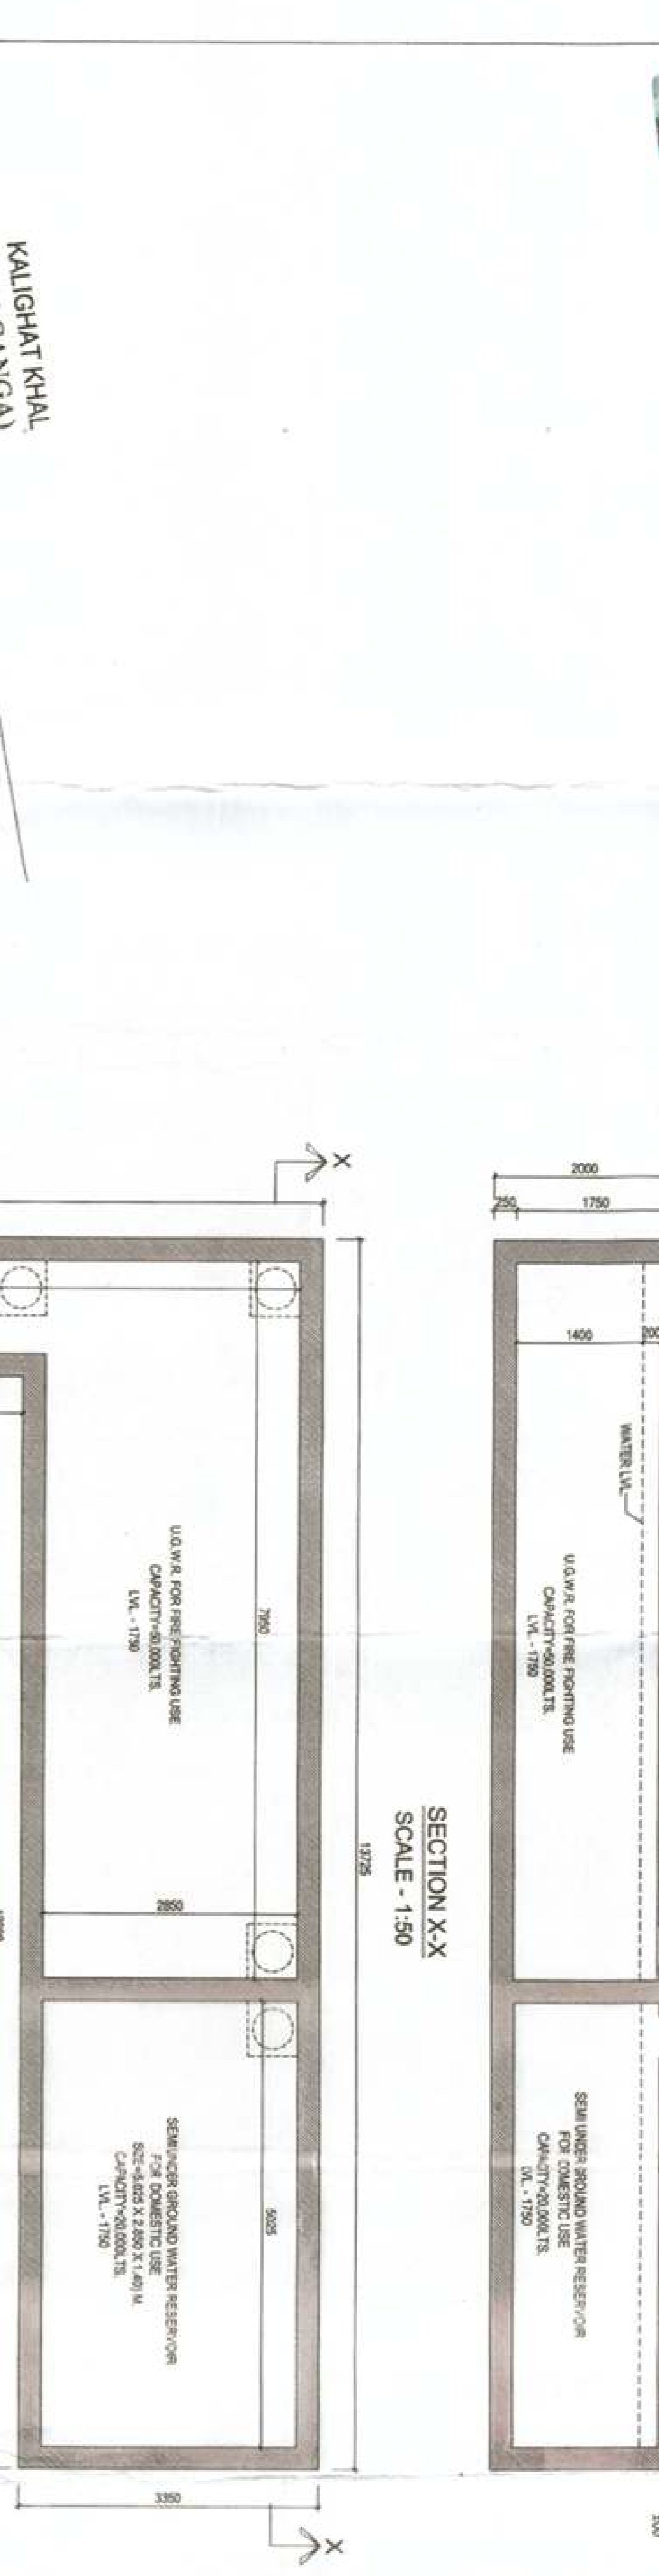 KALIGHAT KHAL
X
2000
250
1750
1400
200
WATER LVL
U.G.W.R. FOR FIRE FIGHTING USE
CAPACITY=50,000LTS.
LVL. - 1750
SEMI UNDER GROUND WATER RESERVOIR
FOR DOMESTIC USE
CAPACITY=20,000LTS.
LVL. - 1750
SECTION X-X
SCALE - 1:50
13725
7950
U.G.W.R. FOR FIRE FIGHTING USE
CAPACITY=50,000LTS.
LVL. - 1750
2850
5025
SEMI UNDER GROUND WATER RESERVOIR
FOR DOMESTIC USE
SIZE=(5.025 X 2.850 X 1.40) M.
CAPACITY=20,000LTS.
LVL. - 1750
3350
X